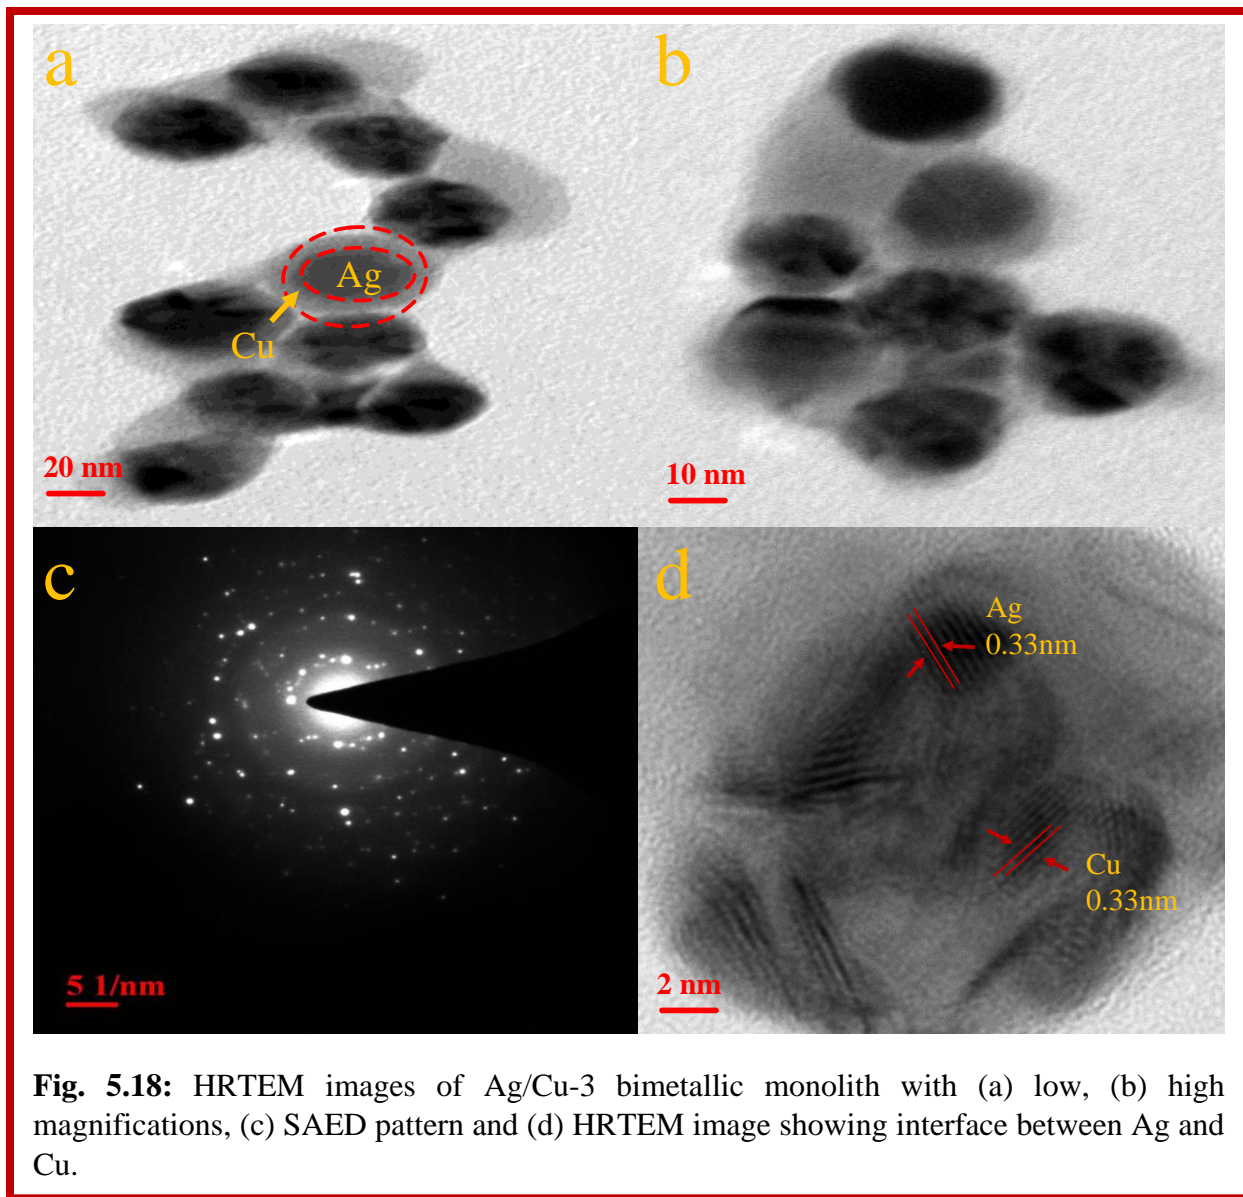 a
b
Ag
Cu
20 nm
10 nm
c
d
Ag
0.33nm
Cu
0.33nm
5 1/nm
2 nm
Fig. 5.18: HRTEM images of Ag/Cu-3 bimetallic monolith with (a) low, (b) high
magnifications, (c) SAED pattern and (d) HRTEM image showing interface between Ag and
Cu.